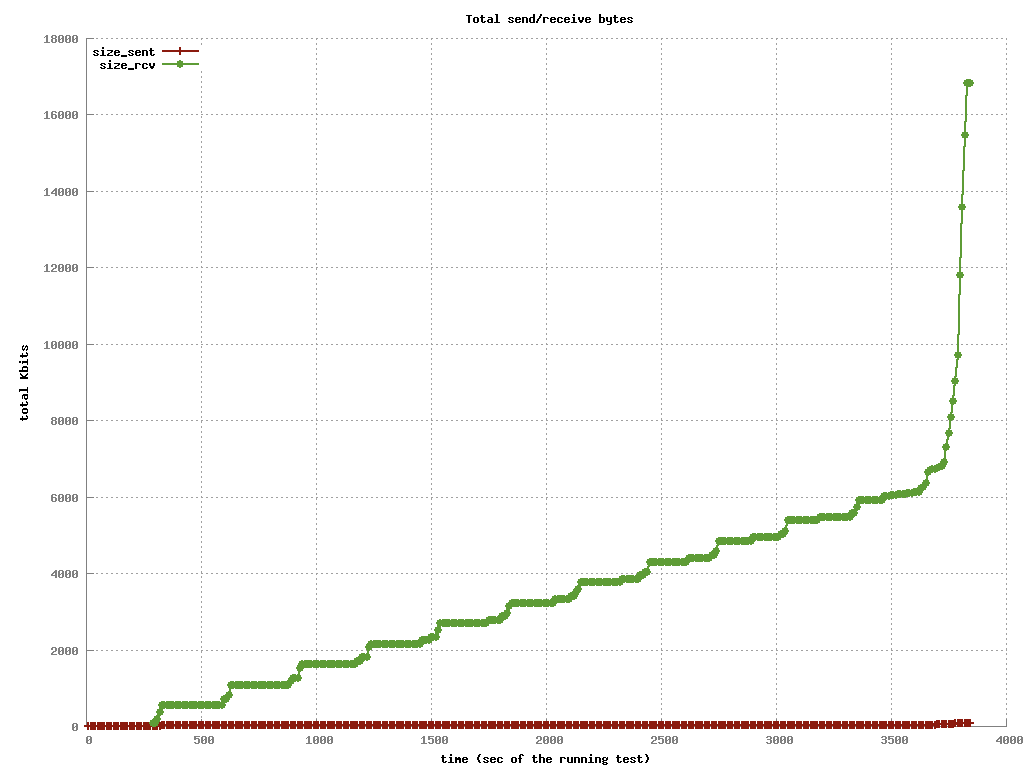 Total send/receive bytes
18000
size_sent
size_rcv
16000
14000
12000
10000
total Kbits
8000
6000
4000
2000
0
0 500 1000 1500 2000 2500 3000 3500 4000
time (sec of the running test)